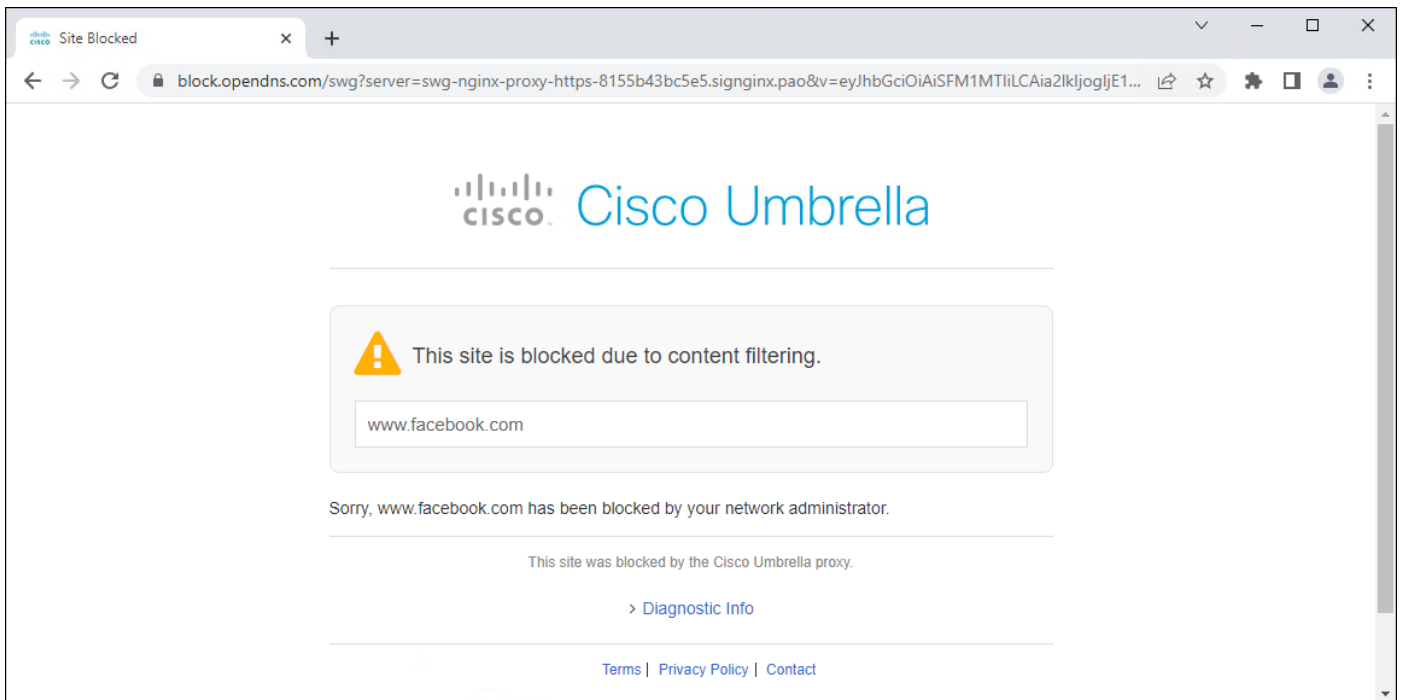 Site Blocked
block.opendns.com/swg?server=swg-nginx-proxy-https-8155b43bc5e5.signginx.pao&v=eyJhbGciOiAiSFM1MTIiLCAia2lkIjogIjE1...
CISCO Cisco Umbrella
This site is blocked due to content filtering.
www.facebook.com
Sorry, www.facebook.com has been blocked by your network administrator.
This site was blocked by the Cisco Umbrella proxy.
> Diagnostic Info
Terms | Privacy Policy | Contact